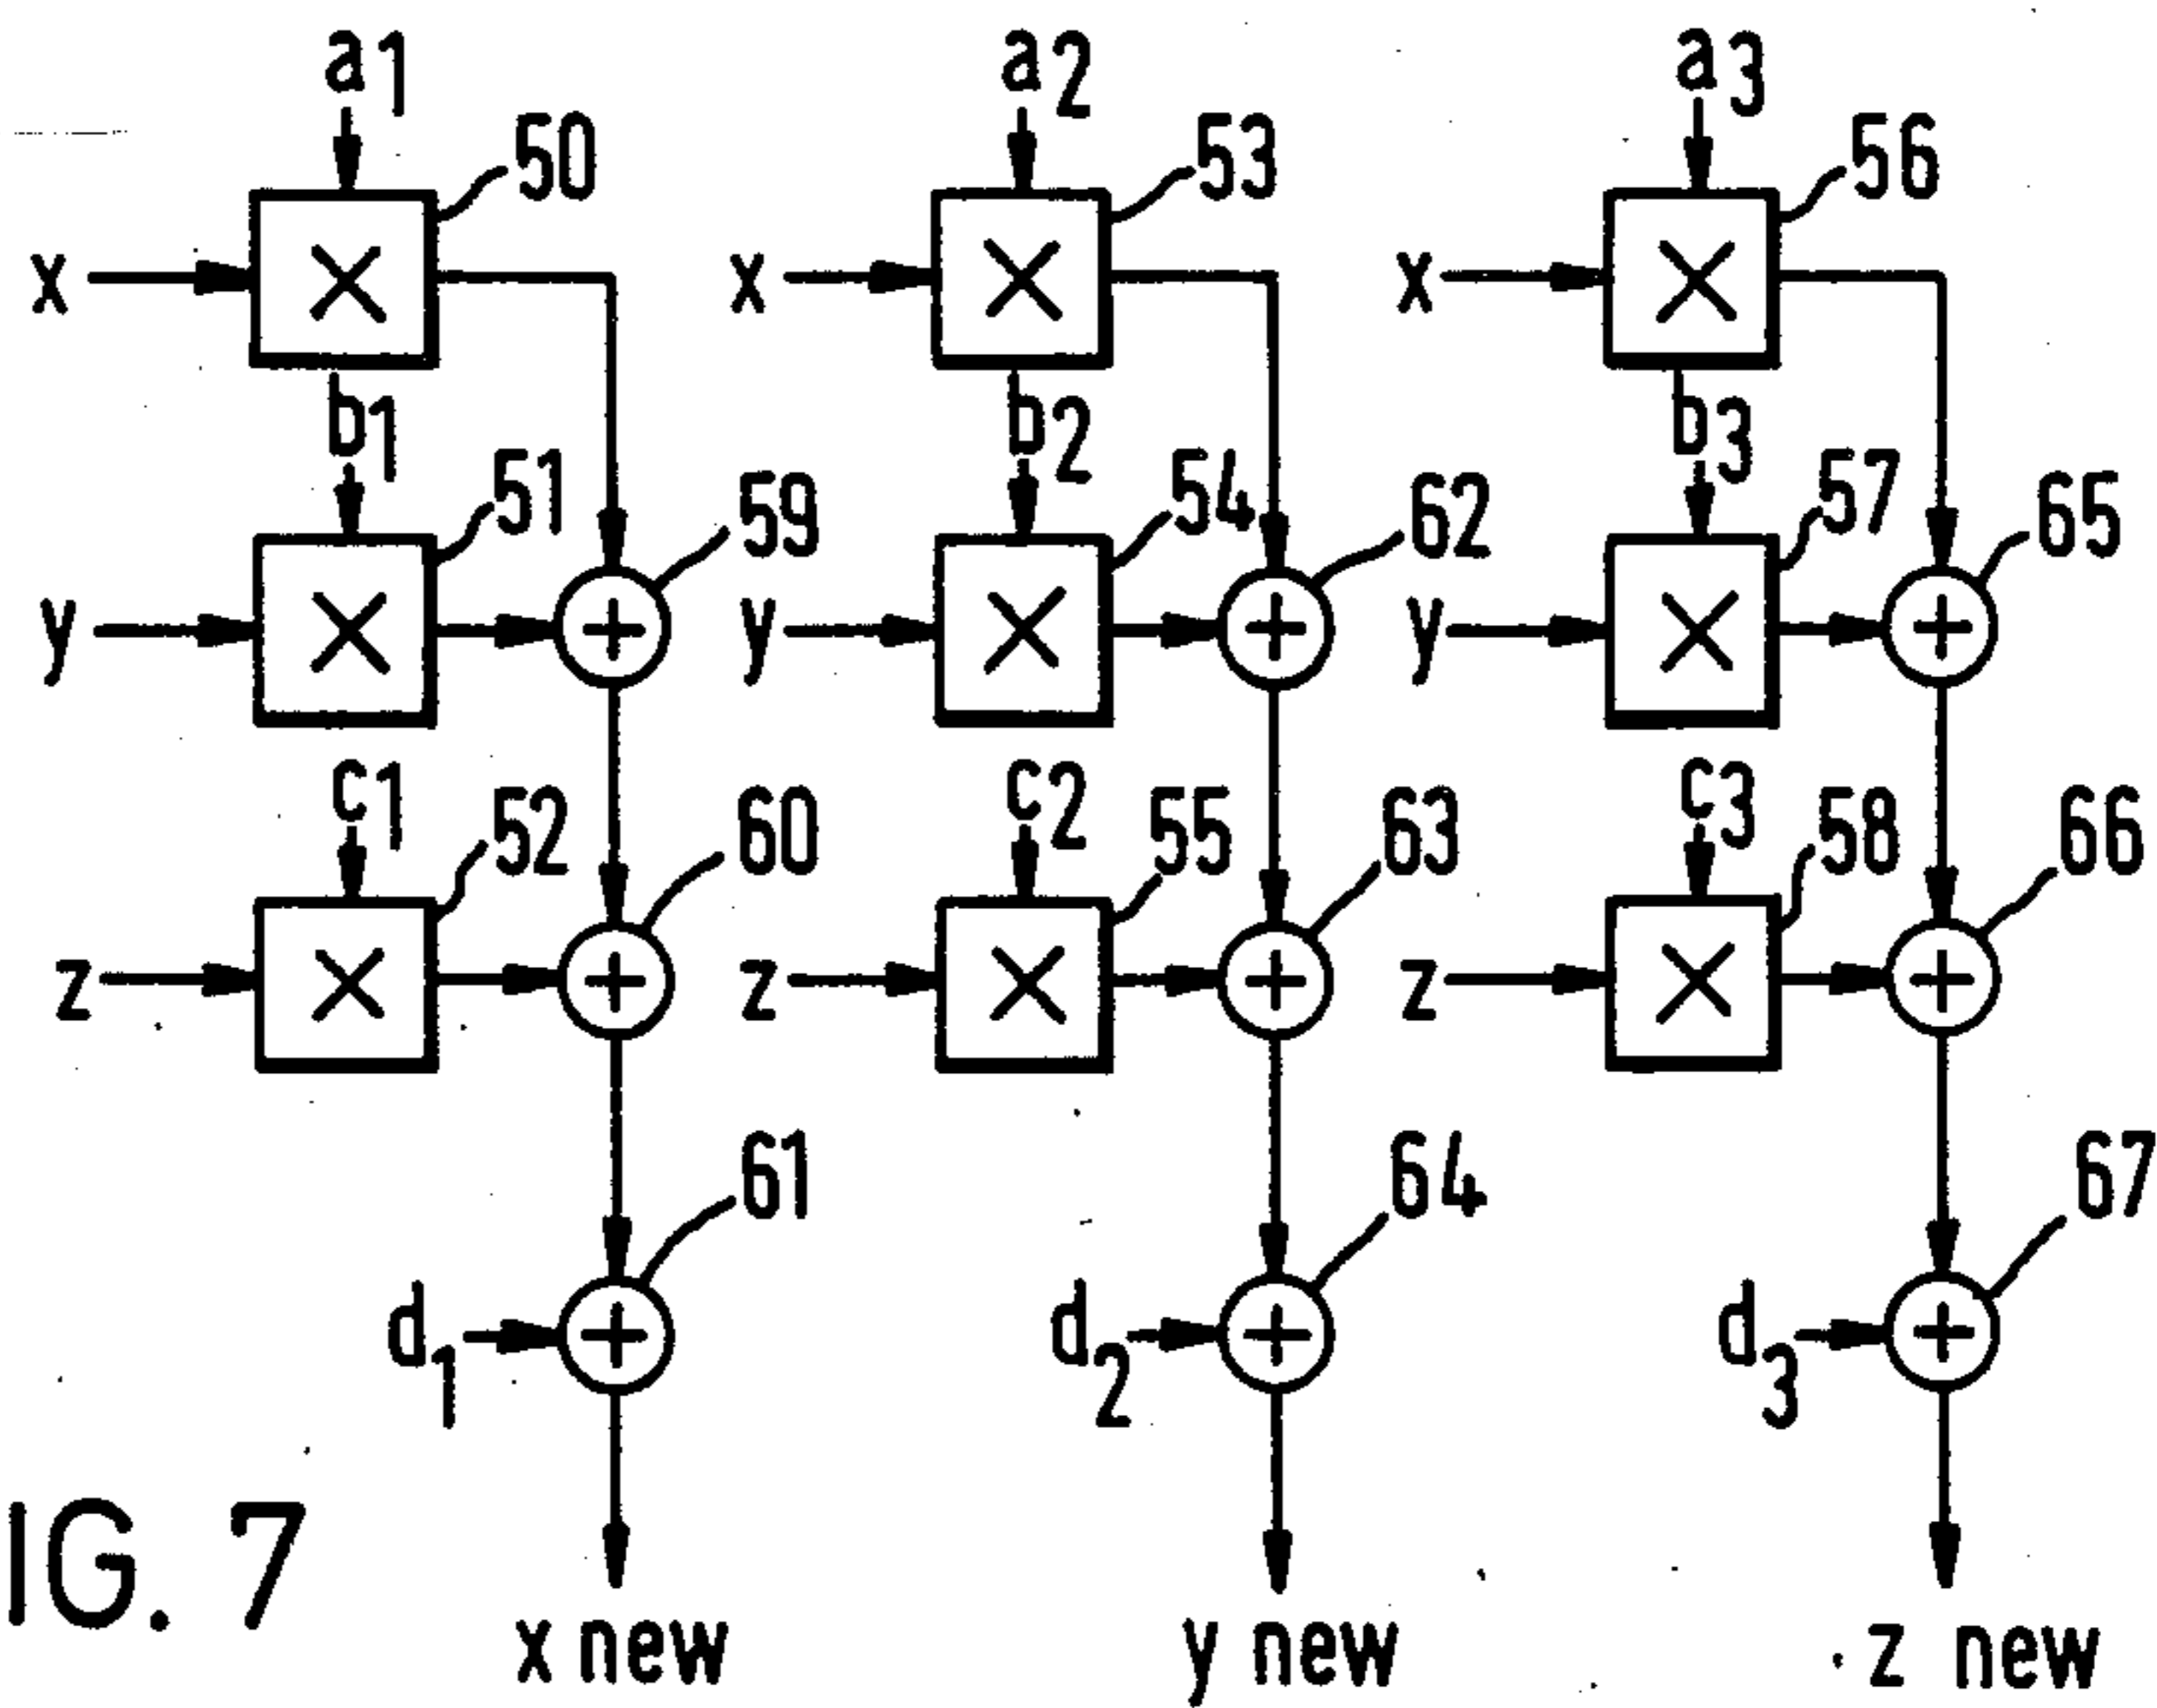 a1 a2 a3
50 53 56
x x x
b1 b2 b3
51 59 54 62 57 65
y y y
c1 c2 c3
52 60 55 63 58 66
z z z
61 64 67
d1 d2 d3
IG. 7
x new y new z new